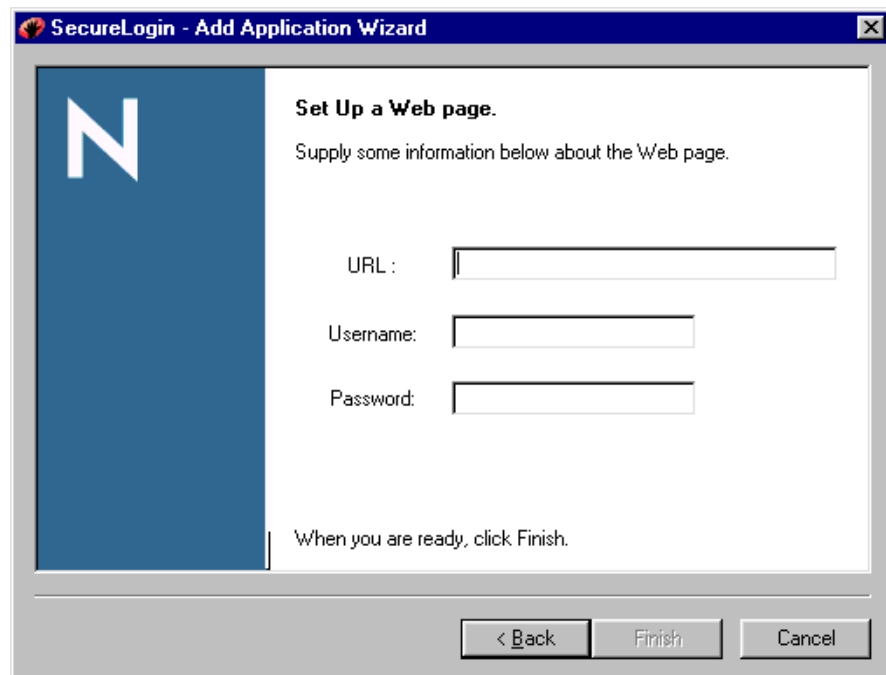 SecureLogin - Add Application Wizard
N
Set Up a Web page.
Supply some information below about the Web page.
URL :
Username:
Password:
When you are ready, click Finish.
< Back
Finish
Cancel